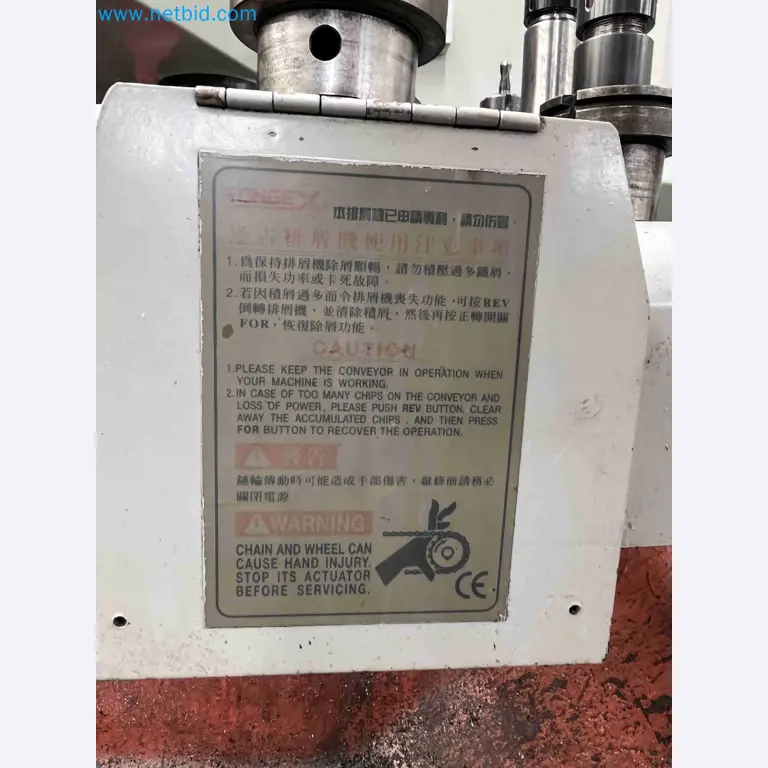 www.netbid.com
本排屑機已申請專利，請勿仿冒
排屑機使用注意事項
1.為保持排屑機除屑順暢，請勿積壓過多鐵屑，
而損失功率或卡死故障。
2.若因積屑過多而令排屑機喪失功能，可按REV
倒轉排屑機，並清除積屑，然後再按正轉開關
FOR，恢復除屑功能。
CAUTION
1.PLEASE KEEP THE CONVEYOR IN OPERATION WHEN
YOUR MACHINE IS WORKING.
2.IN CASE OF TOO MANY CHIPS ON THE CONVEYOR AND
LOSS OF POWER, PLEASE PUSH REV BUTTON, CLEAR
AWAY THE ACCUMULATED CHIPS , AND THEN PRESS
FOR BUTTON TO RECOVER THE OPERATION.
警告
鏈輪傳動時可能造成手部傷害，維修前請務必
關閉電源
WARNING
CHAIN AND WHEEL CAN
CAUSE HAND INJURY.
STOP ITS ACTUATOR
BEFORE SERVICING.
CE